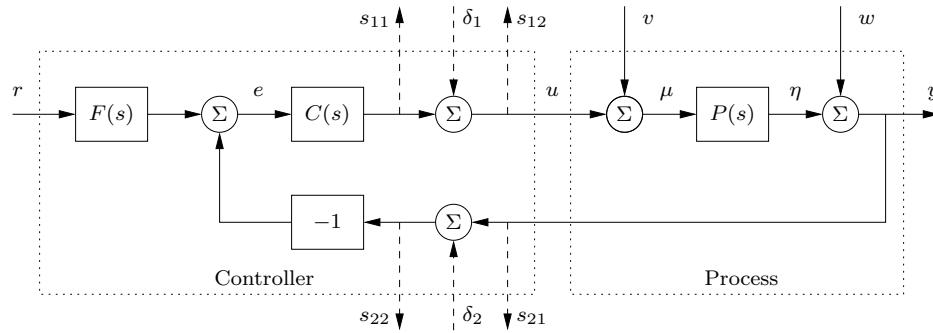 s₁₁ δ₁ s₁₂ v w
r F(s) Σ e C(s) Σ u Σ μ P(s) η Σ y
−1 Σ
Controller Process
s₂₂ δ₂ s₂₁